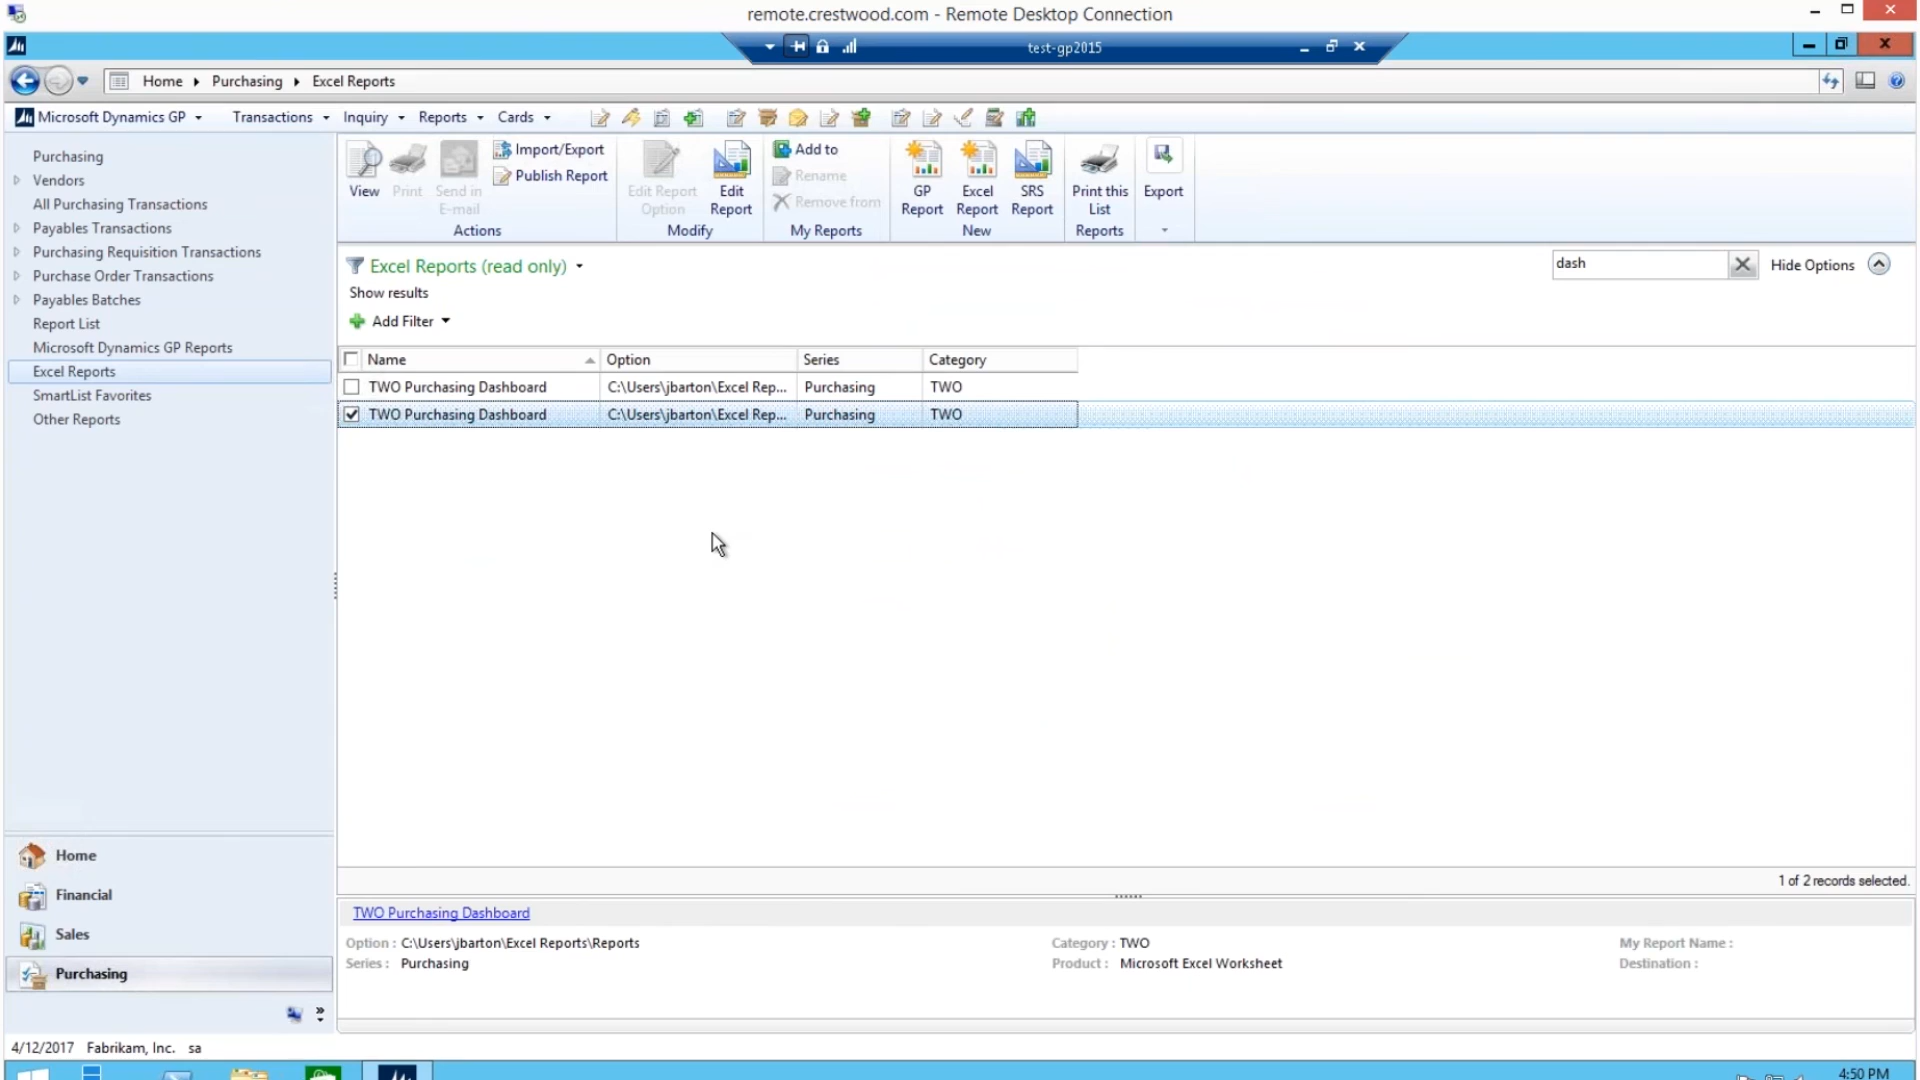 remote.crestwood.com - Remote Desktop Connection
test-gp2015
Home Purchasing Excel Reports
Microsoft Dynamics GP Transactions Inquiry Reports Cards
Purchasing
Vendors
All Purchasing Transactions
Payables Transactions
Purchasing Requisition Transactions
Purchase Order Transactions
Payables Batches
Report List
Microsoft Dynamics GP Reports
Excel Reports
SmartList Favorites
Other Reports
View
Print
Send in
E-mail
Import/Export
Publish Report
Actions
Edit Report
Option
Edit
Report
Modify
Add to
Rename
Remove from
My Reports
GP
Report
Excel
Report
SRS
Report
New
Print this
List
Reports
Export
Excel Reports (read only)
dash
Hide Options
Show results
Add Filter
Name Option Series Category
TWO Purchasing Dashboard C:\Users\jbarton\Excel Rep... Purchasing TWO
TWO Purchasing Dashboard C:\Users\jbarton\Excel Rep... Purchasing TWO
1 of 2 records selected.
Home
Financial
Sales
Purchasing
TWO Purchasing Dashboard
Option : C:\Users\jbarton\Excel Reports\Reports
Series : Purchasing
Category : TWO
Product : Microsoft Excel Worksheet
My Report Name :
Destination :
4/12/2017 Fabrikam, Inc. sa
4:50 PM